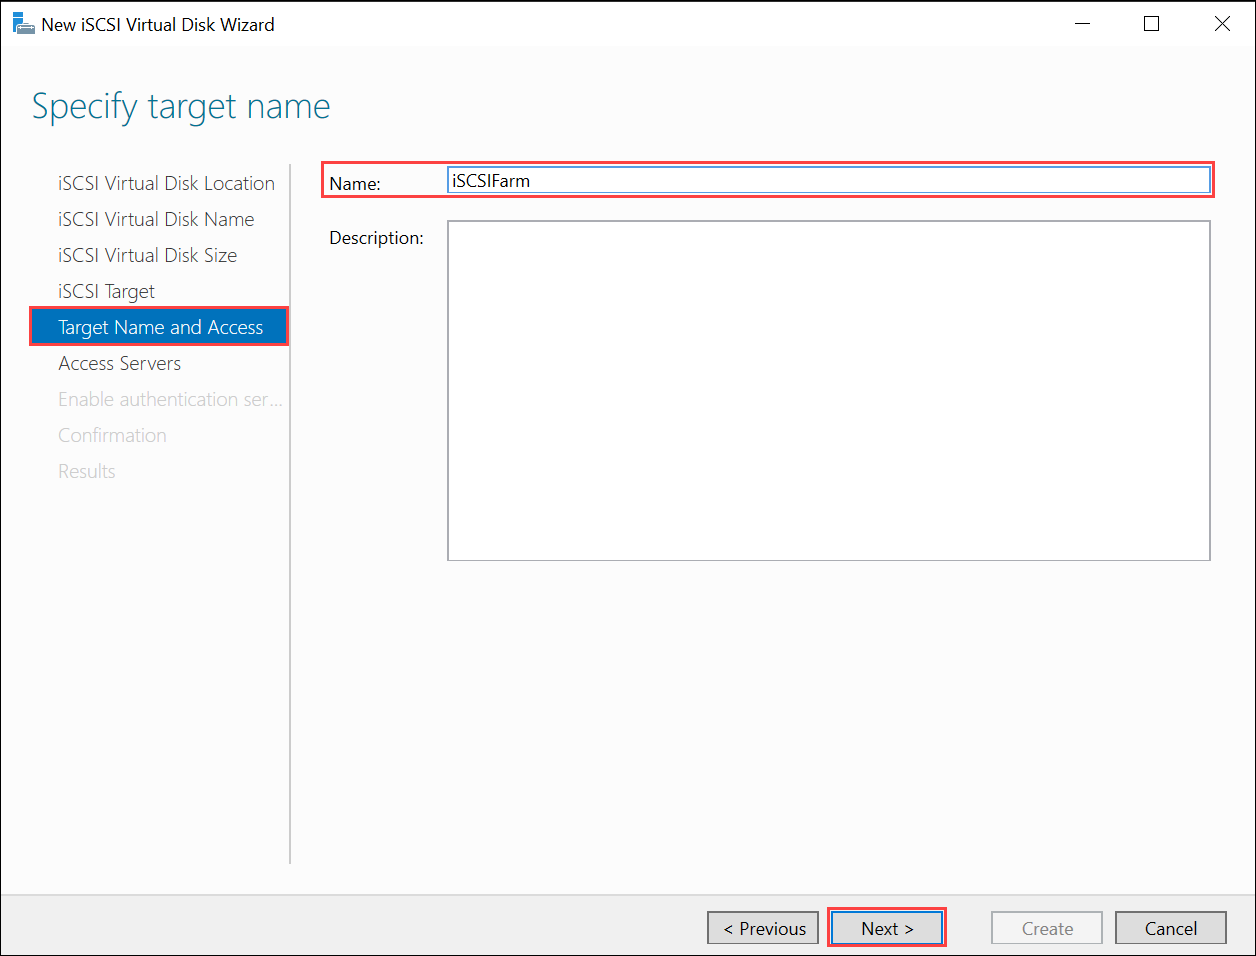 New iSCSI Virtual Disk Wizard
Specify target name
iSCSI Virtual Disk Location
iSCSI Virtual Disk Name
iSCSI Virtual Disk Size
iSCSI Target
Target Name and Access
Access Servers
Enable authentication ser...
Confirmation
Results
Name: iSCSIFarm
Description:
< Previous Next > Create Cancel